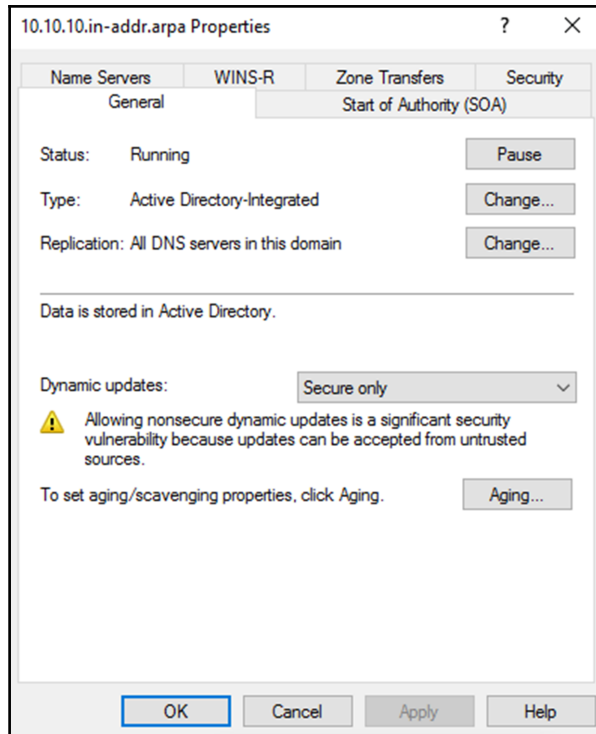 10.10.10.in-addr.arpa Properties ? ×
Name Servers WINS-R Zone Transfers Security
General Start of Authority (SOA)
Status: Running Pause
Type: Active Directory-Integrated Change...
Replication: All DNS servers in this domain Change...
Data is stored in Active Directory.
Dynamic updates: Secure only
Allowing nonsecure dynamic updates is a significant security
vulnerability because updates can be accepted from untrusted
sources.
To set aging/scavenging properties, click Aging. Aging...
OK Cancel Apply Help